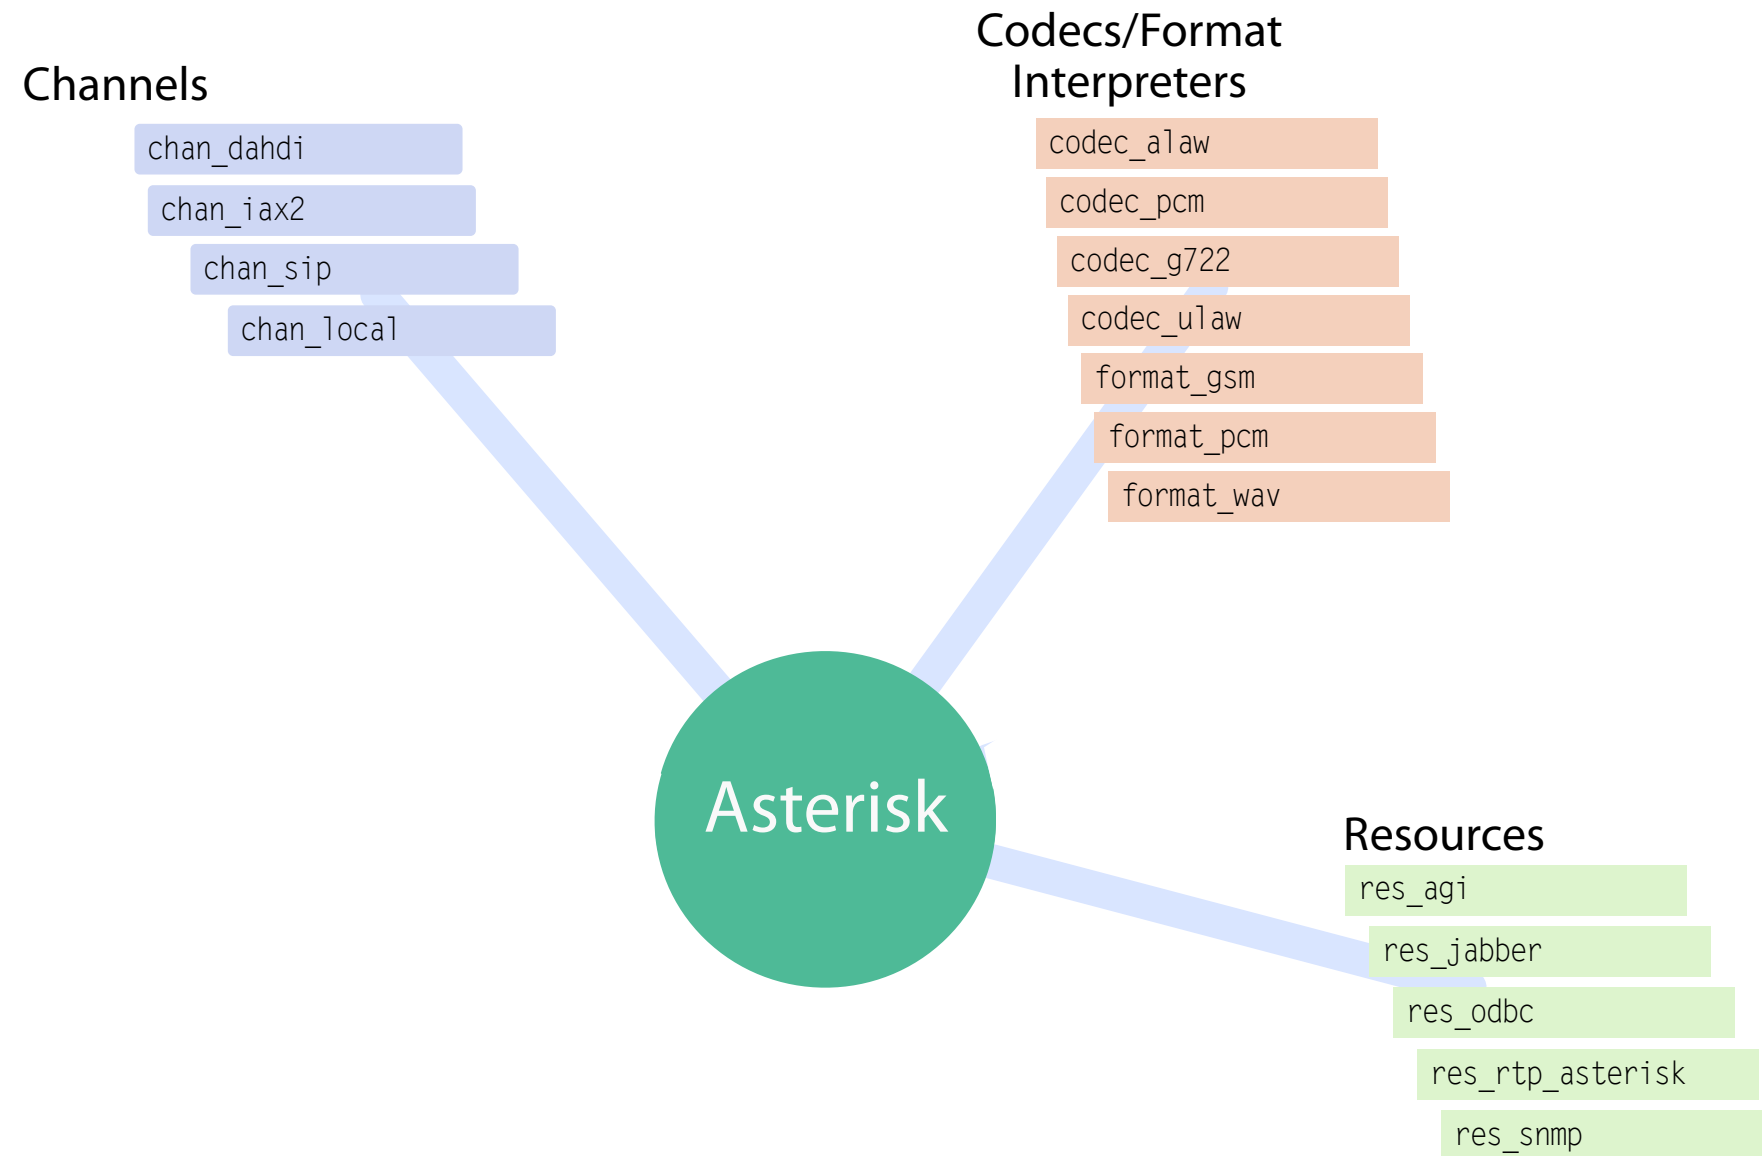 Channels
chan_dahdi
chan_iax2
chan_sip
chan_local
Codecs/Format
Interpreters
codec_alaw
codec_pcm
codec_g722
codec_ulaw
format_gsm
format_pcm
format_wav
Asterisk
Resources
res_agi
res_jabber
res_odbc
res_rtp_asterisk
res_snmp